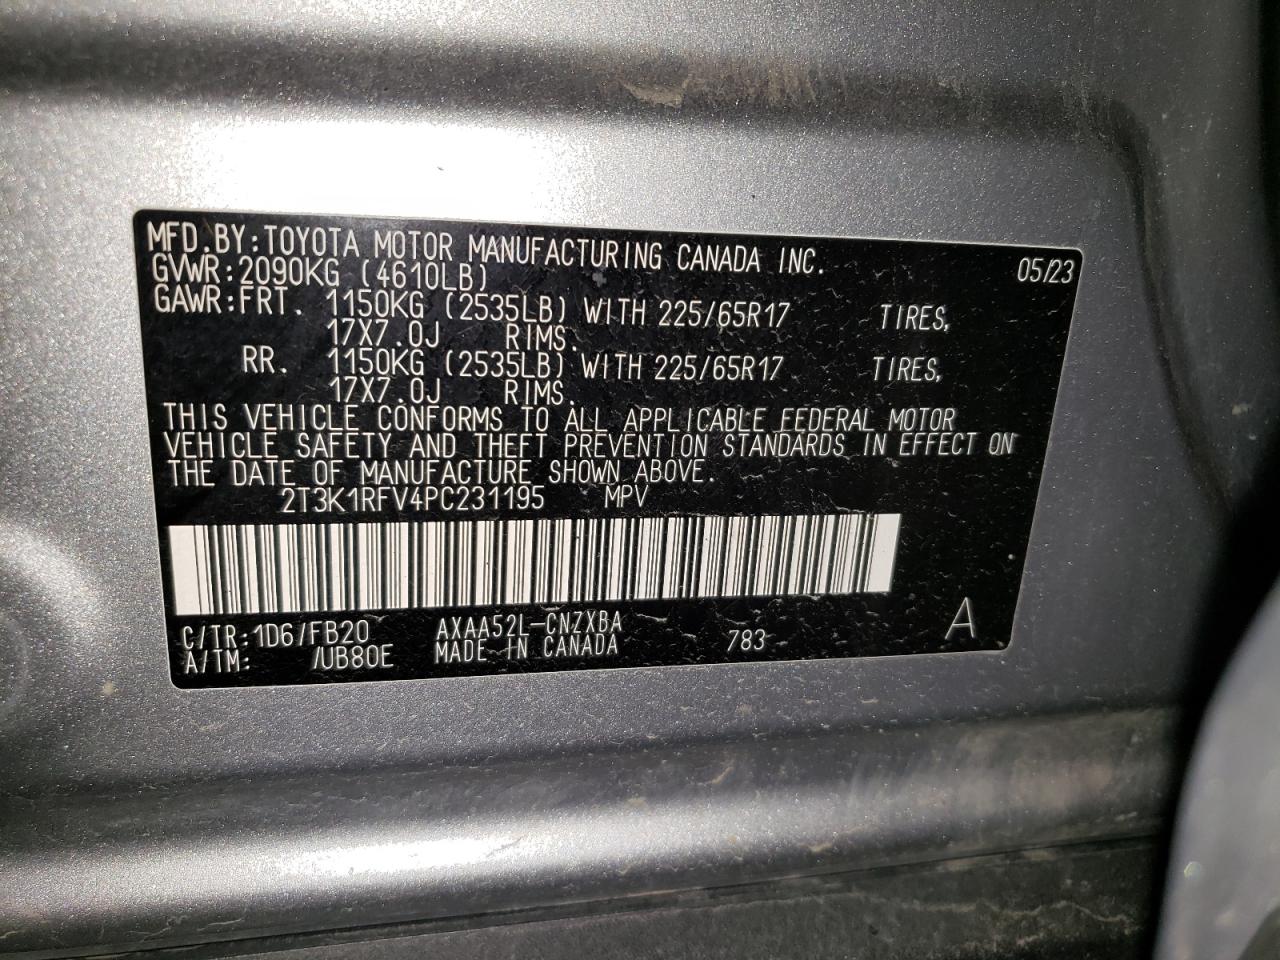 MFD.BY:TOYOTA MOTOR MANUFACTURING CANADA INC. 05/23
GVWR:2090KG (4610LB)
GAWR:FRT. 1150KG (2535LB) WITH 225/65R17 TIRES,
17X7.0J RIMS.
RR. 1150KG (2535LB) WITH 225/65R17 TIRES,
17X7.0J RIMS.
THIS VEHICLE CONFORMS TO ALL APPLICABLE FEDERAL MOTOR
VEHICLE SAFETY AND THEFT PREVENTION STANDARDS IN EFFECT ON
THE DATE OF MANUFACTURE SHOWN ABOVE.
2T3K1RFV4PC231195 MPV
C/TR:1D6/FB20 AXAA52L-CNZXBA A
A/TM: /UB80E MADE IN CANADA 783